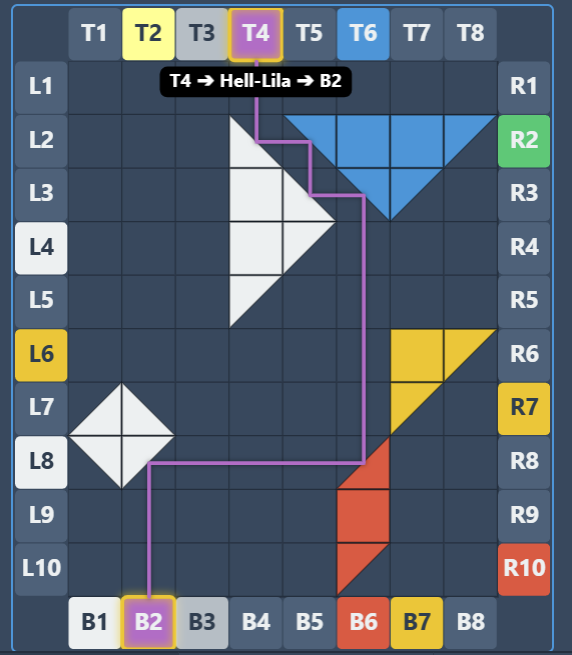 T1 T2 T3 T4 T5 T6 T7 T8
T4 ➔ Hell-Lila ➔ B2
L1 R1
L2 R2
L3 R3
L4 R4
L5 R5
L6 R6
L7 R7
L8 R8
L9 R9
L10 R10
B1 B2 B3 B4 B5 B6 B7 B8